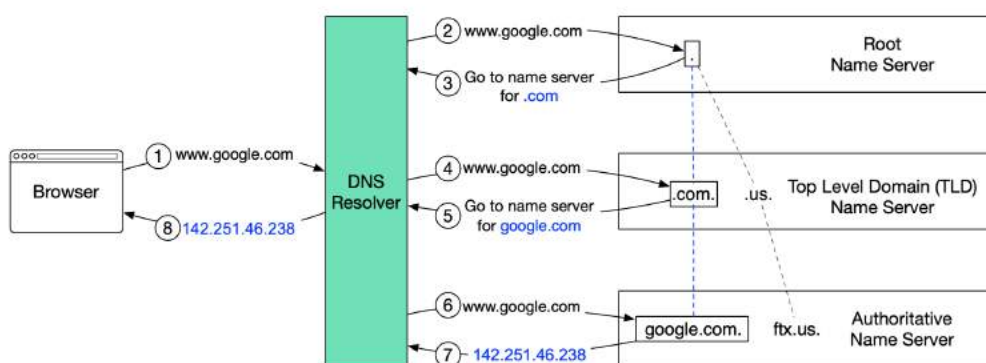 2 www.google.com
3 Go to name server
for .com
.
Root
Name Server
1 www.google.com
Browser
8 142.251.46.238
DNS
Resolver
4 www.google.com
5 Go to name server
for google.com
.com.
.us.
Top Level Domain (TLD)
Name Server
6 www.google.com
7 142.251.46.238
google.com.
ftx.us.
Authoritative
Name Server